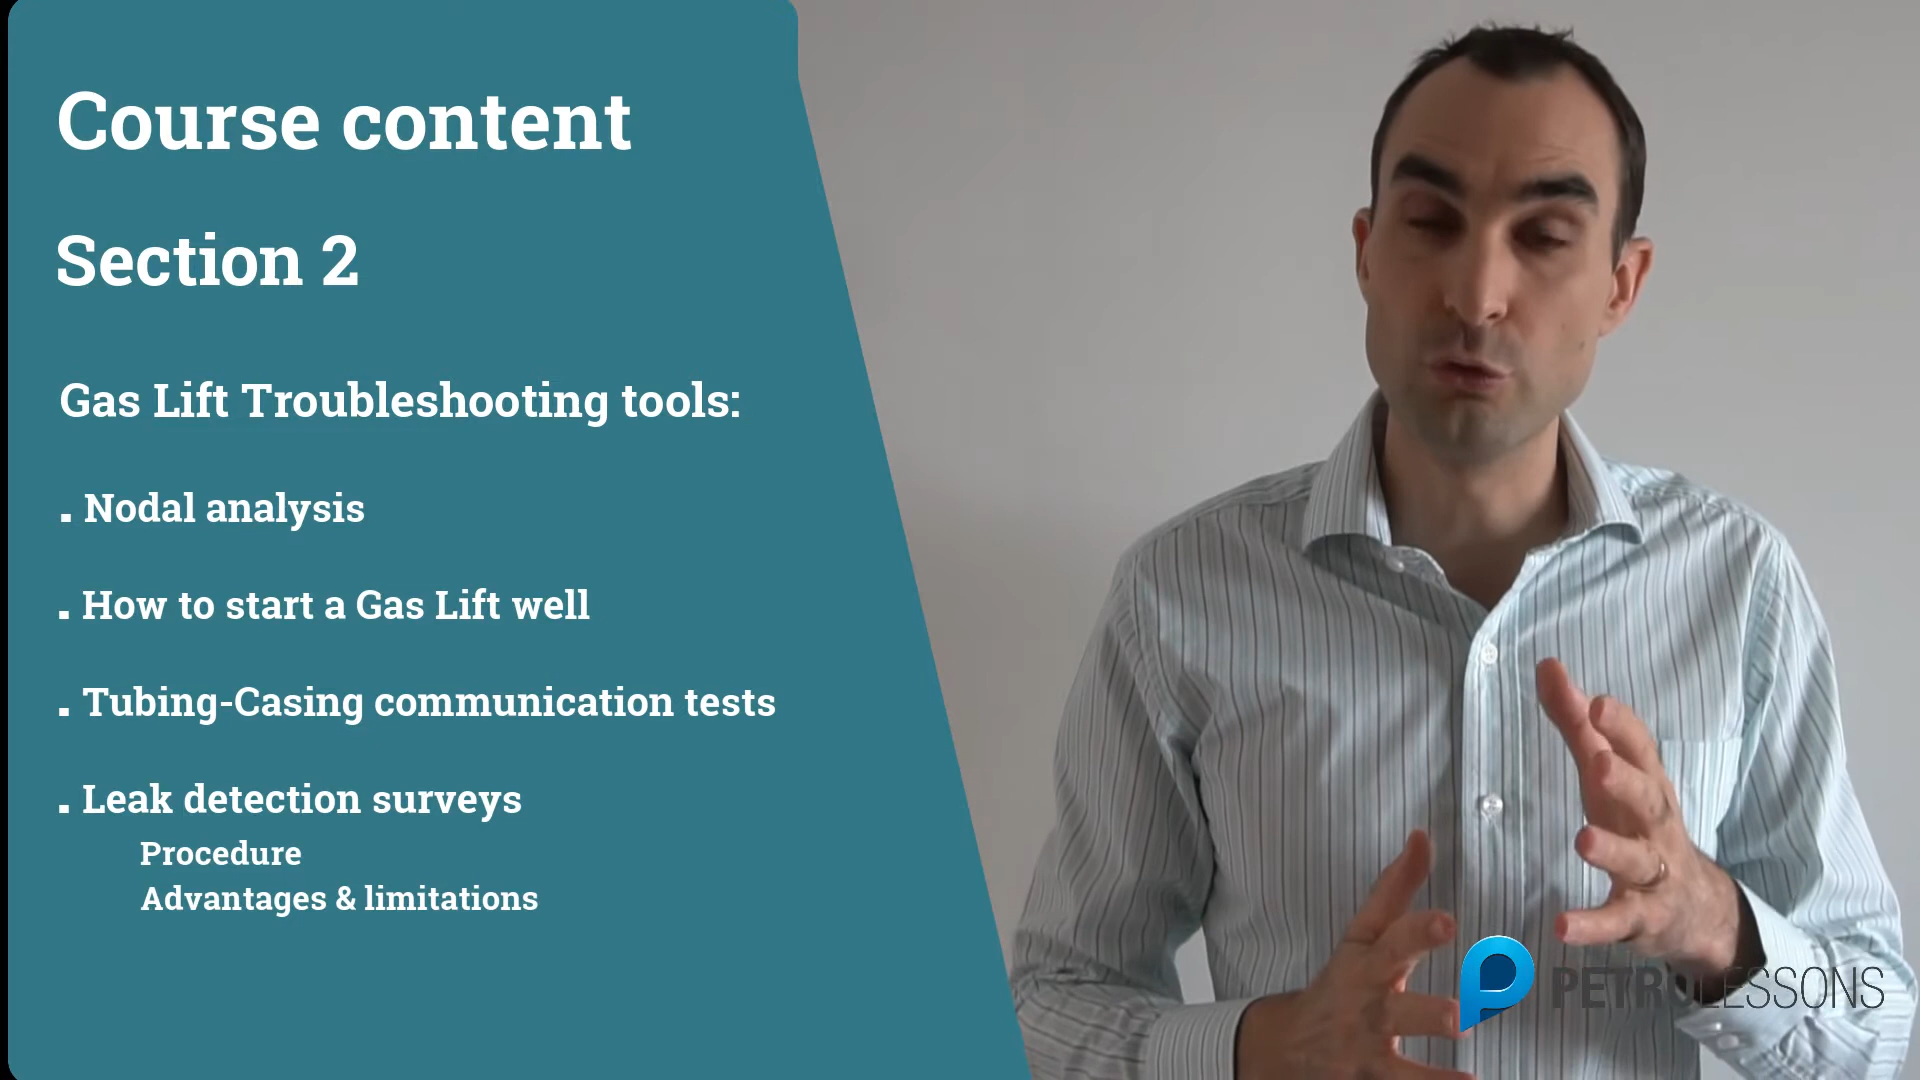 Course content
Section 2
Gas Lift Troubleshooting tools:
. Nodal analysis
. How to start a Gas Lift well
. Tubing-Casing communication tests
. Leak detection surveys
Procedure
Advantages & limitations
PETROLESSONS